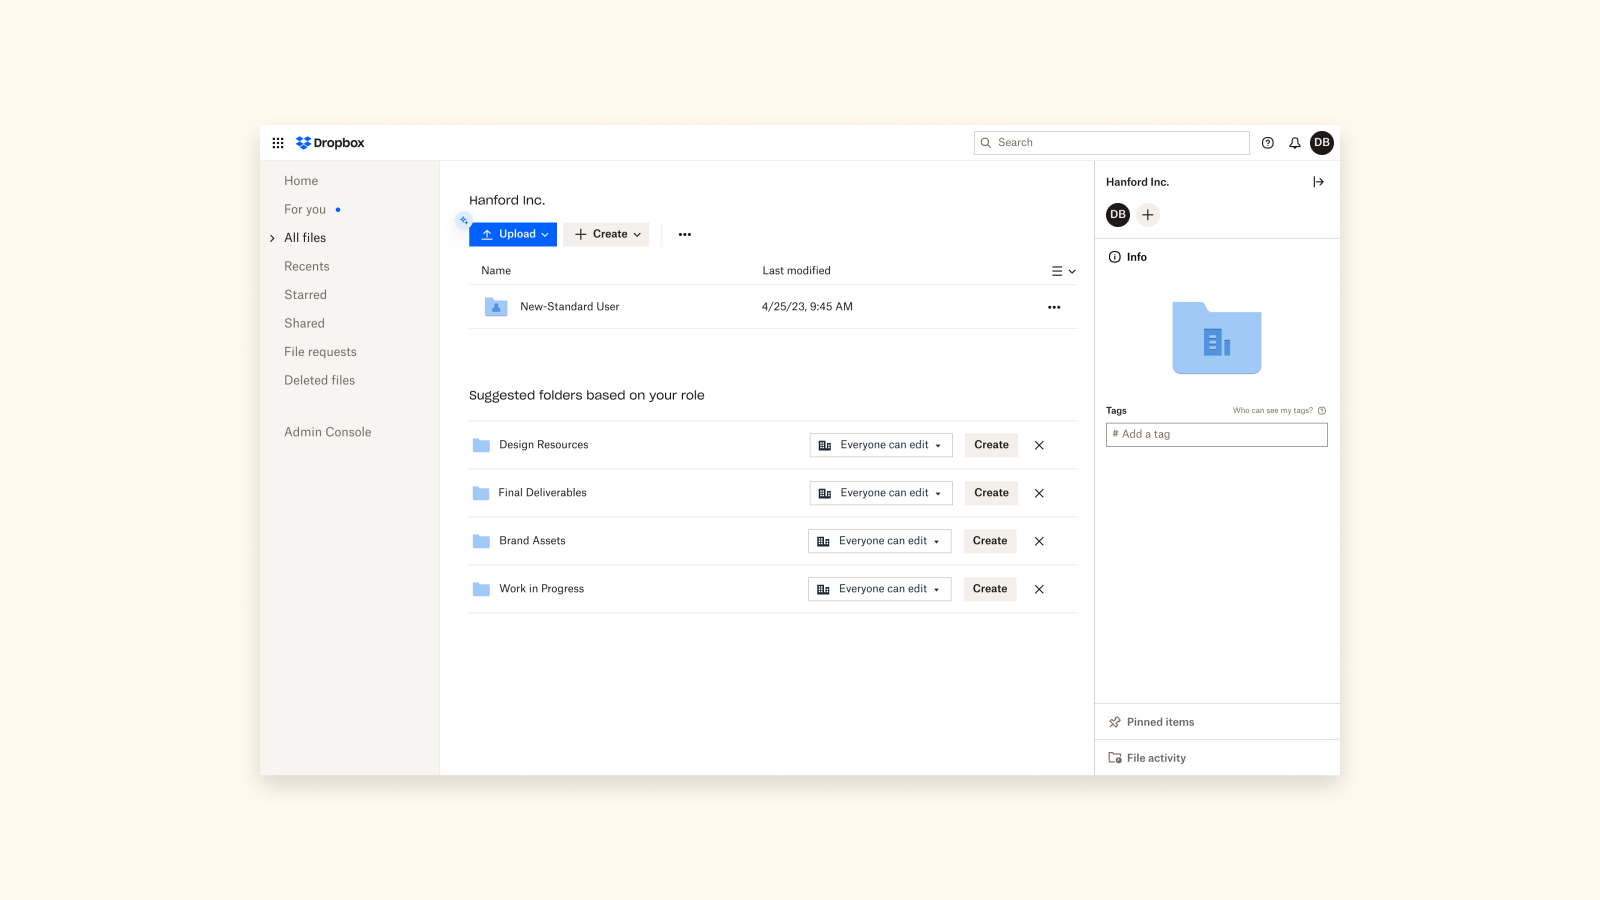 Dropbox
Search
DB
Home
For you
All files
Recents
Starred
Shared
File requests
Deleted files
Admin Console
Hanford Inc.
Upload
Create
Name Last modified
New-Standard User 4/25/23, 9:45 AM
Suggested folders based on your role
Design Resources Everyone can edit Create
Final Deliverables Everyone can edit Create
Brand Assets Everyone can edit Create
Work in Progress Everyone can edit Create
Hanford Inc.
DB
Info
Tags Who can see my tags?
# Add a tag
Pinned items
File activity